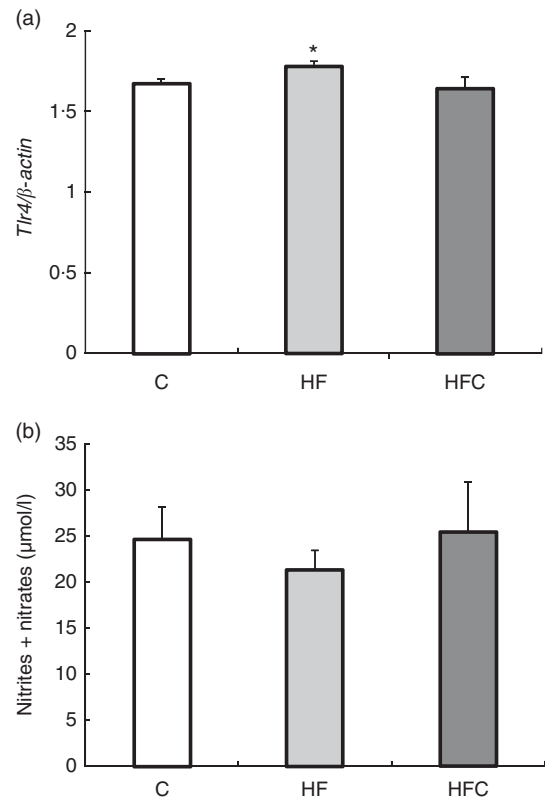 (a)
2
*
1·5
1
0·5
0
Tlr4/β-actin
C HF HFC
(b)
35
30
25
20
15
10
5
0
Nitrites + nitrates (μmol/l)
C HF HFC